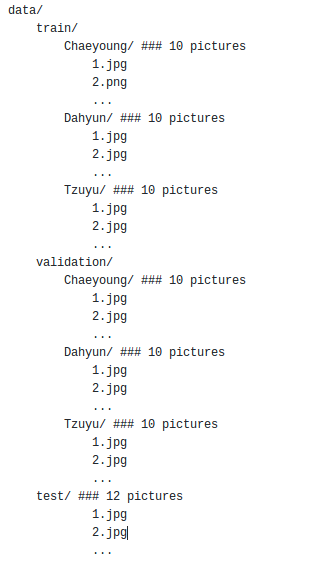 data/
train/
Chaeyoung/ ### 10 pictures
1.jpg
2.png
...
Dahyun/ ### 10 pictures
1.jpg
2.jpg
...
Tzuyu/ ### 10 pictures
1.jpg
2.jpg
...
validation/
Chaeyoung/ ### 10 pictures
1.jpg
2.jpg
...
Dahyun/ ### 10 pictures
1.jpg
2.jpg
...
Tzuyu/ ### 10 pictures
1.jpg
2.jpg
...
test/ ### 12 pictures
1.jpg
2.jpg
...